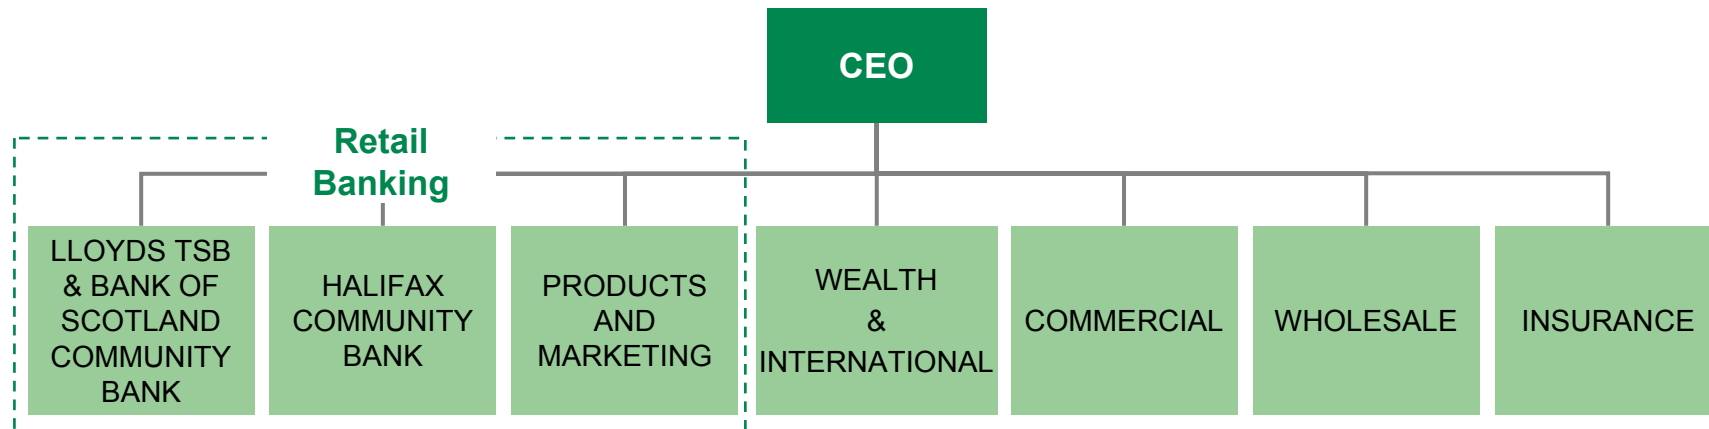 CEO
Retail
Banking
LLOYDS TSB
& BANK OF
SCOTLAND
COMMUNITY
BANK
HALIFAX
COMMUNITY
BANK
PRODUCTS
AND
MARKETING
WEALTH
&
INTERNATIONAL
COMMERCIAL
WHOLESALE
INSURANCE